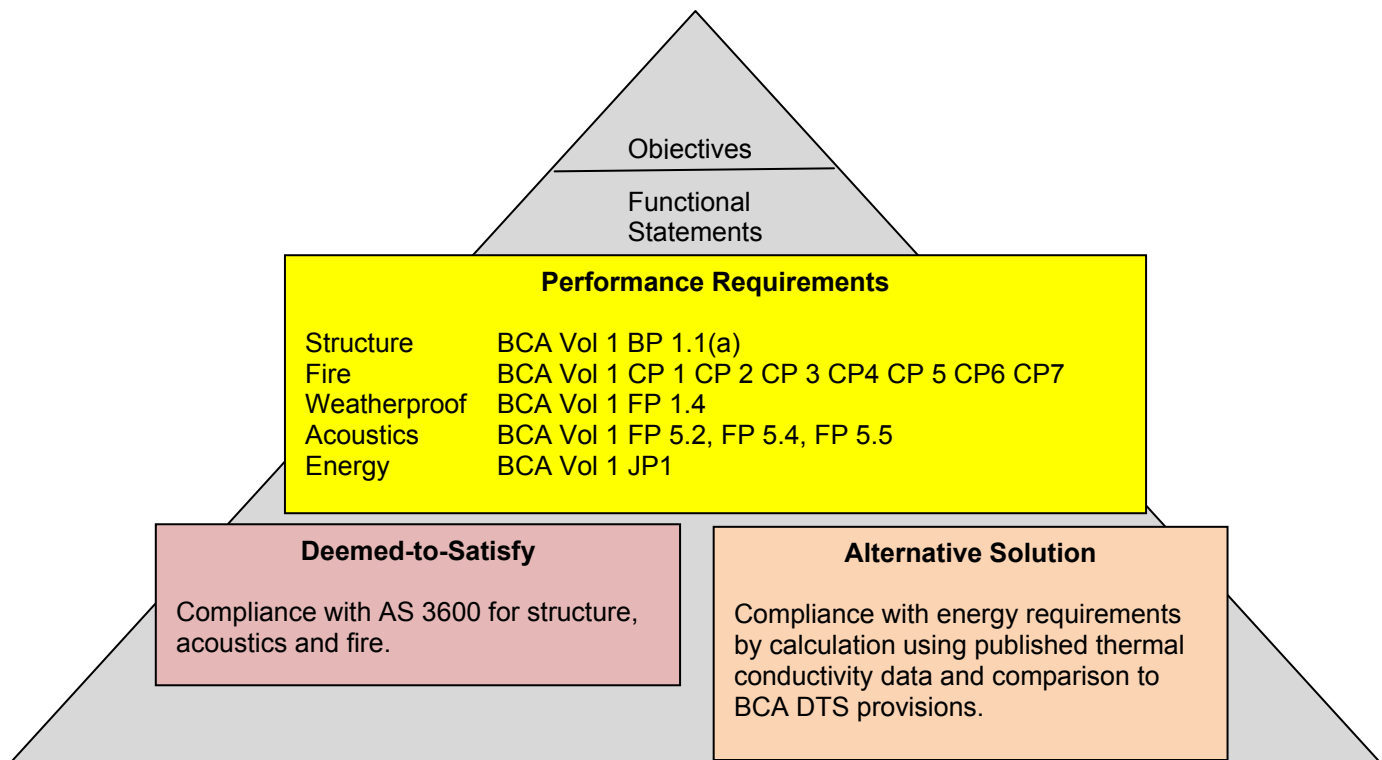 Objectives
Functional
Statements
Performance Requirements
Structure BCA Vol 1 BP 1.1(a)
Fire BCA Vol 1 CP 1 CP 2 CP 3 CP4 CP 5 CP6 CP7
Weatherproof BCA Vol 1 FP 1.4
Acoustics BCA Vol 1 FP 5.2, FP 5.4, FP 5.5
Energy BCA Vol 1 JP1
Deemed-to-Satisfy
Compliance with AS 3600 for structure,
acoustics and fire.
Alternative Solution
Compliance with energy requirements
by calculation using published thermal
conductivity data and comparison to
BCA DTS provisions.